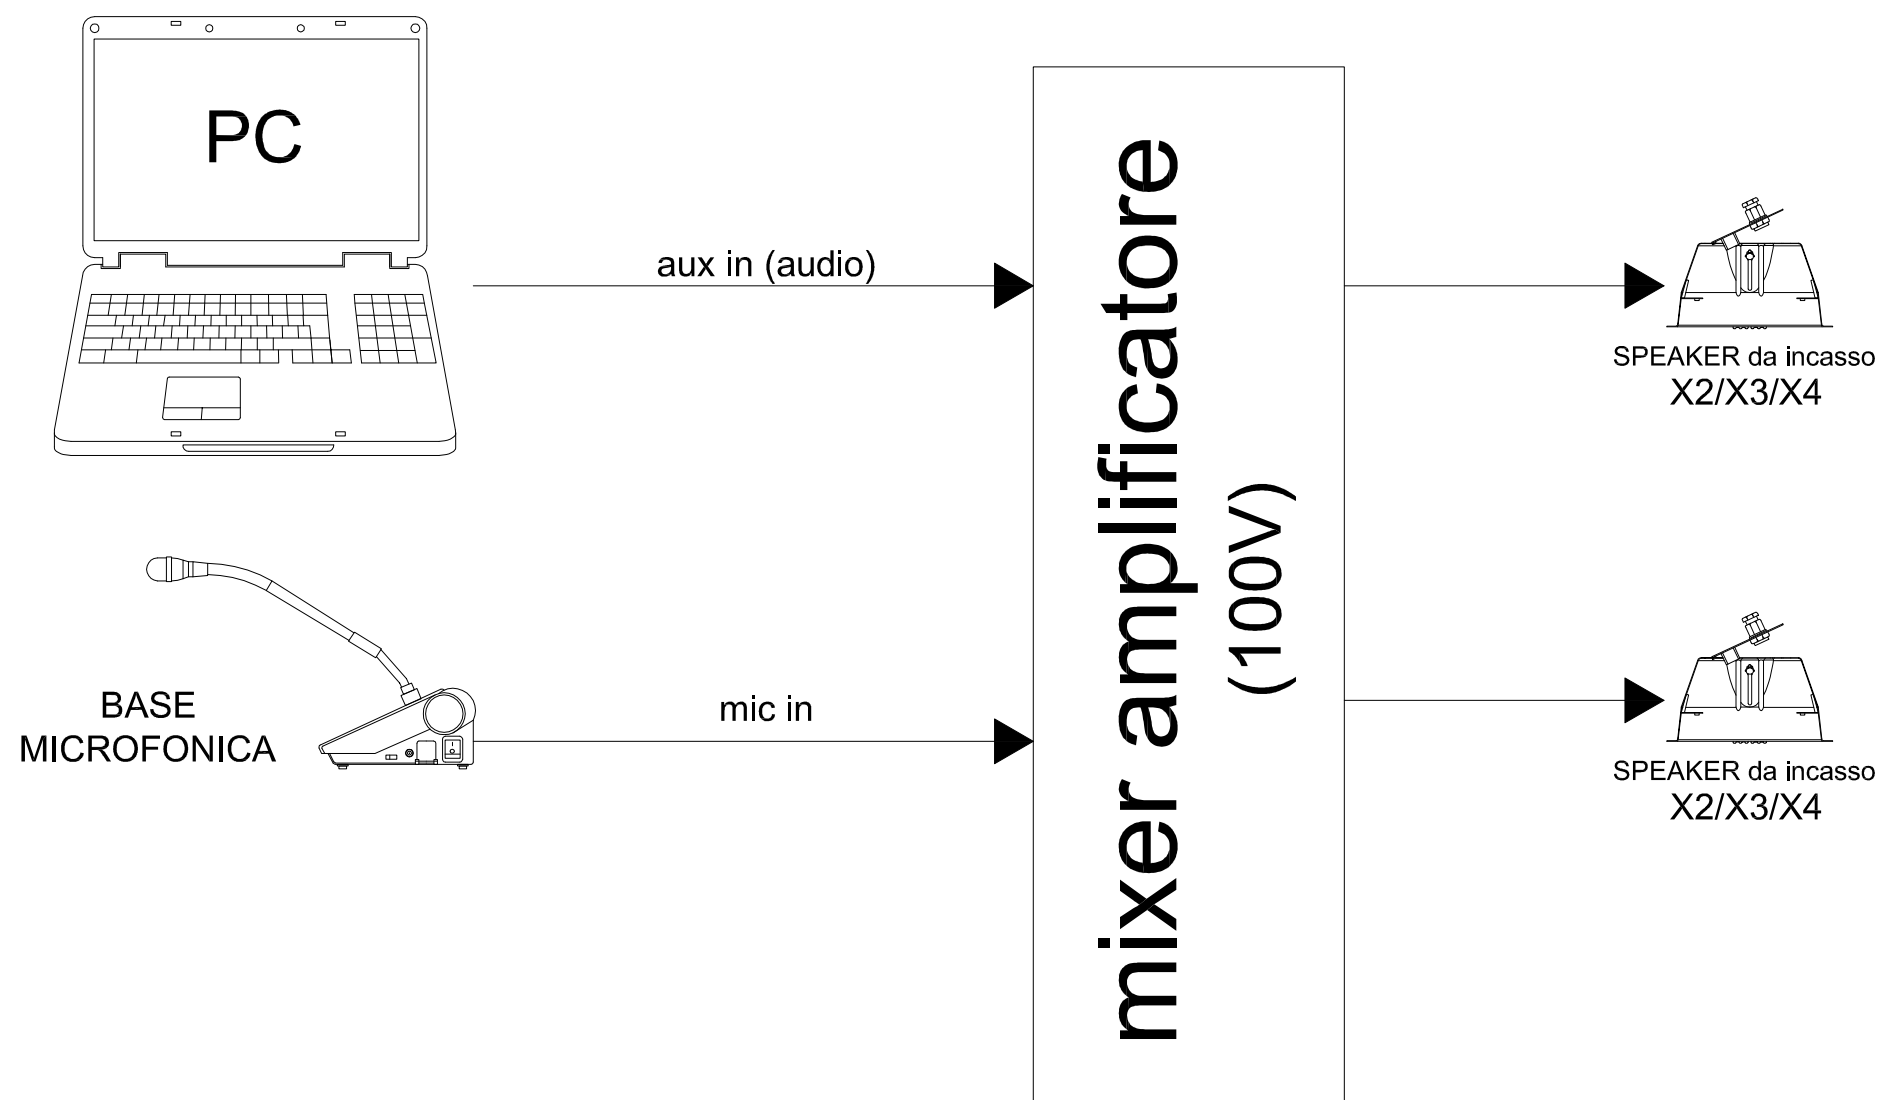 PC
aux in (audio)
BASE
MICROFONICA
mic in
mixer amplificatore
(100V)
SPEAKER da incasso
X2/X3/X4
SPEAKER da incasso
X2/X3/X4